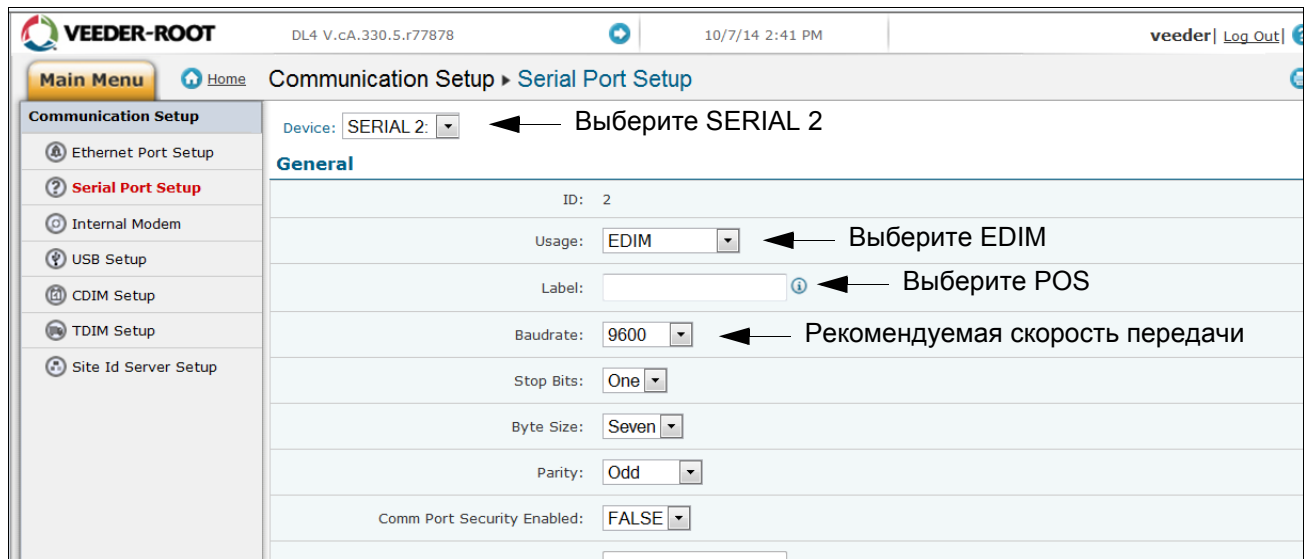 VEEDER-ROOT
DL4 V.cA.330.5.r77878
10/7/14 2:41 PM
veeder| Log Out|
Main Menu
Home
Communication Setup ▸ Serial Port Setup
Communication Setup
Ethernet Port Setup
Serial Port Setup
Internal Modem
USB Setup
CDIM Setup
TDIM Setup
Site Id Server Setup
Device: SERIAL 2: Выберите SERIAL 2
General
ID: 2
Usage: EDIM Выберите EDIM
Label: Выберите POS
Baudrate: 9600 Рекомендуемая скорость передачи
Stop Bits: One
Byte Size: Seven
Parity: Odd
Comm Port Security Enabled: FALSE